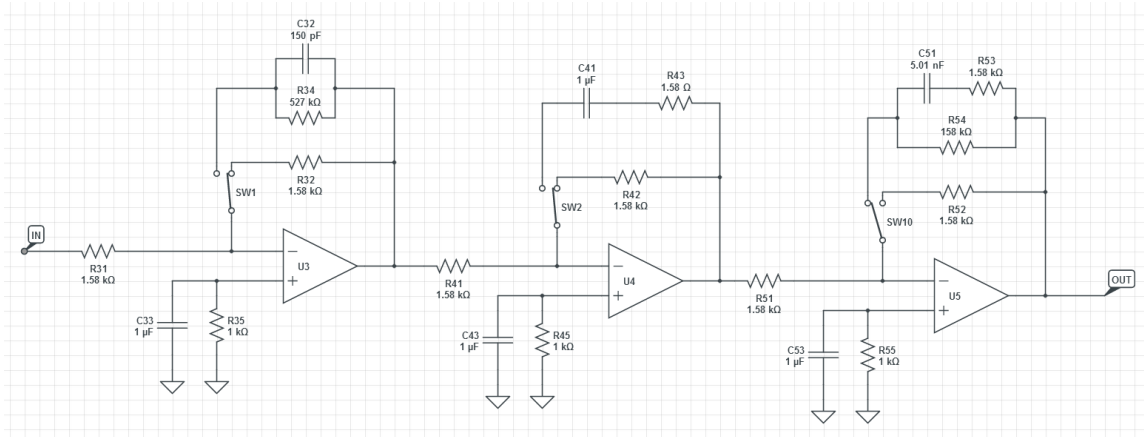 C32
150 pF
R34
527 kΩ
R32
1.58 kΩ
SW1
IN
R31
1.58 kΩ
U3
C33
1 µF
R35
1 kΩ
C41
1 µF
R43
1.58 Ω
R42
1.58 kΩ
SW2
R41
1.58 kΩ
U4
C43
1 µF
R45
1 kΩ
C51
5.01 nF
R53
1.58 kΩ
R54
158 kΩ
R52
1.58 kΩ
SW10
R51
1.58 kΩ
U5
OUT
C53
1 µF
R55
1 kΩ